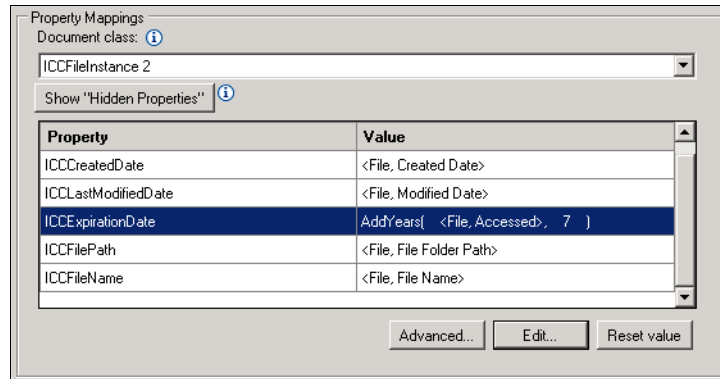 Property Mappings
Document class:
ICCFileInstance 2
Show "Hidden Properties"
Property Value
ICCCreatedDate <File, Created Date>
ICCLastModifiedDate <File, Modified Date>
ICCExpirationDate AddYears( <File, Accessed>, 7 )
ICCFilePath <File, File Folder Path>
ICCFileName <File, File Name>
Advanced... Edit... Reset value